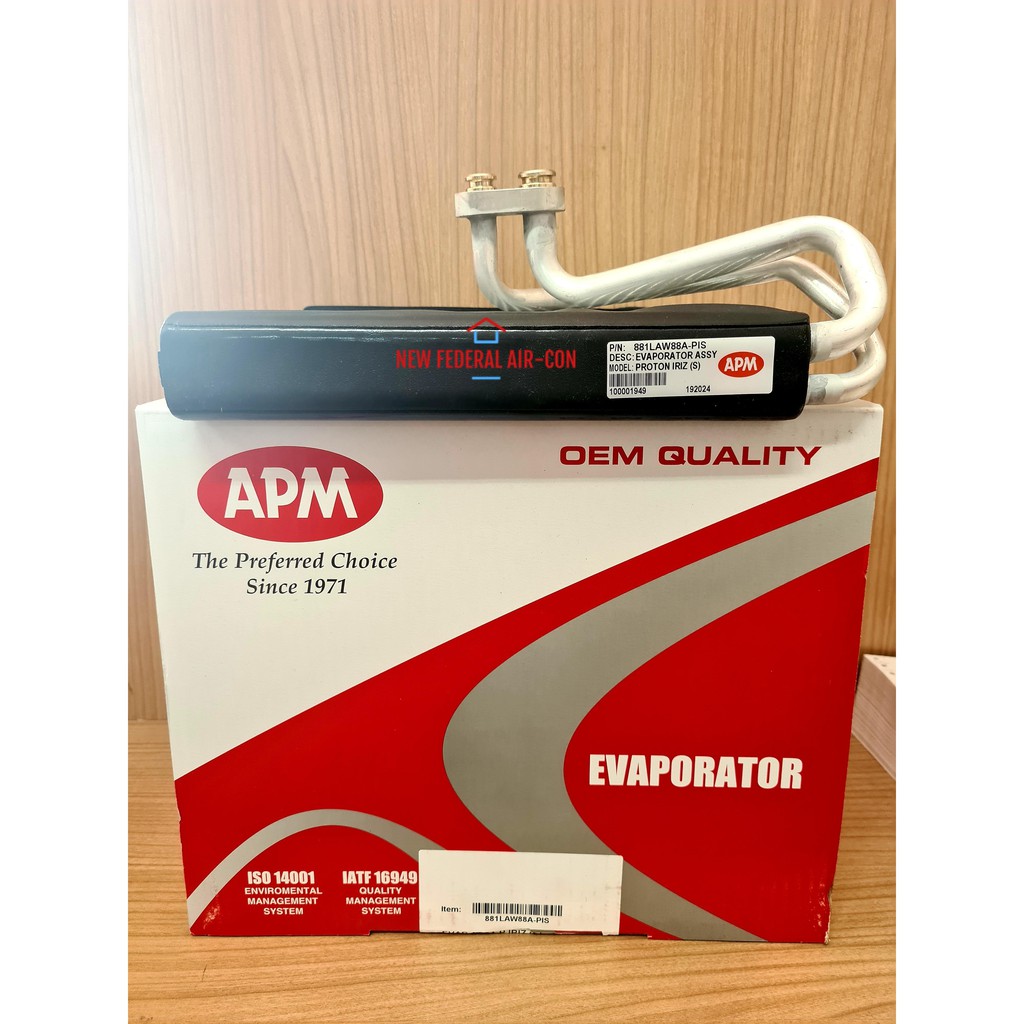 NEW FEDERAL AIR-CON
P/N: 881LAW88A-PIS
DESC: EVAPORATOR ASSY
MODEL: PROTON IRIZ (S)
100001949 192024
APM
OEM QUALITY
APM
The Preferred Choice
Since 1971
EVAPORATOR
ISO 14001
ENVIROMENTAL
MANAGEMENT
SYSTEM
IATF 16949
QUALITY
MANAGEMENT
SYSTEM
Item:
881LAW88A-PIS
IRIZ